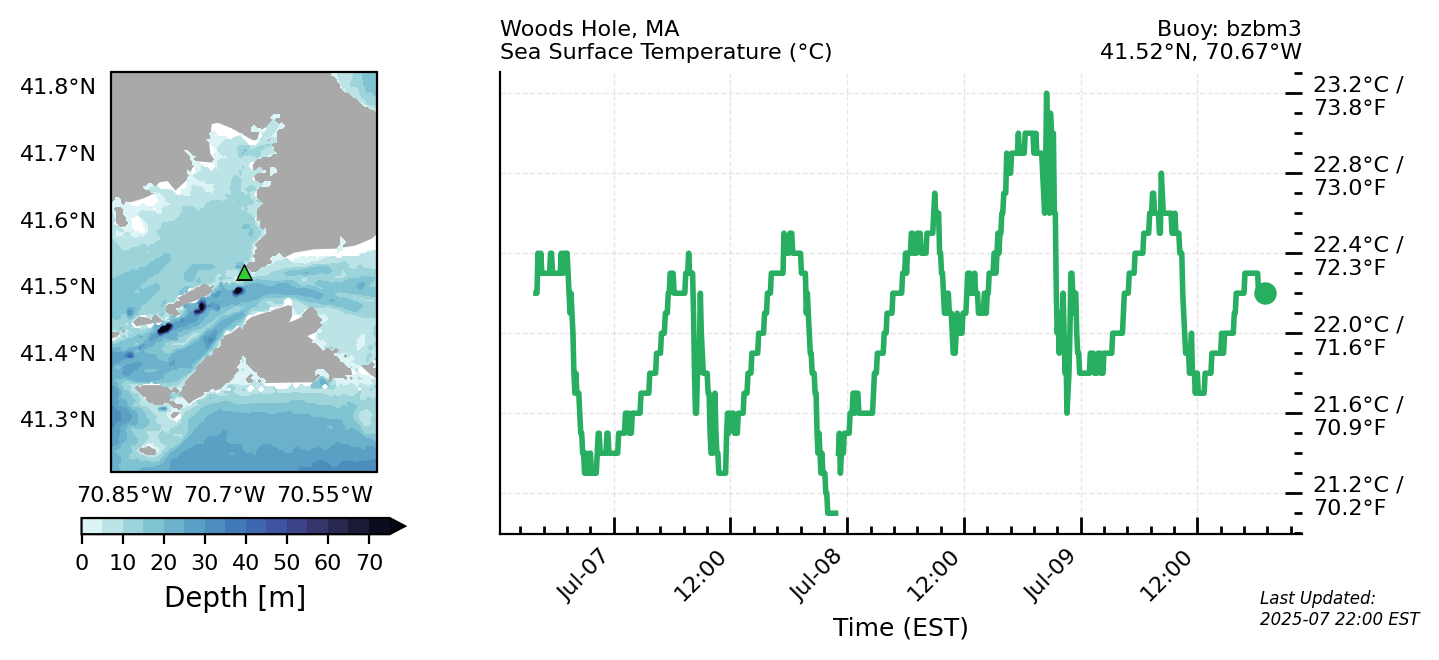 Woods Hole, MA
Sea Surface Temperature (°C)
Buoy: bzbm3
41.52°N, 70.67°W
41.8°N
41.7°N
41.6°N
41.5°N
41.4°N
41.3°N
70.85°W 70.7°W 70.55°W
0 10 20 30 40 50 60 70
Depth [m]
23.2°C /
73.8°F
22.8°C /
73.0°F
22.4°C /
72.3°F
22.0°C /
71.6°F
21.6°C /
70.9°F
21.2°C /
70.2°F
Jul-07 12:00 Jul-08 12:00 Jul-09 12:00
Time (EST)
Last Updated:
2025-07 22:00 EST